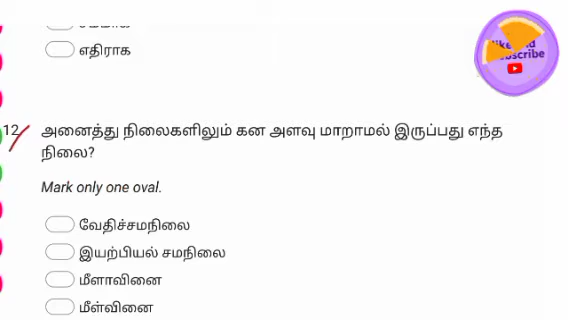 எதிராக
12
அனைத்து நிலைகளிலும் கன அளவு மாறாமல் இருப்பது எந்த
நிலை?
Mark only one oval.
வேதிச்சமநிலை
இயற்பியல் சமநிலை
மீளாவினை
மீள்வினை